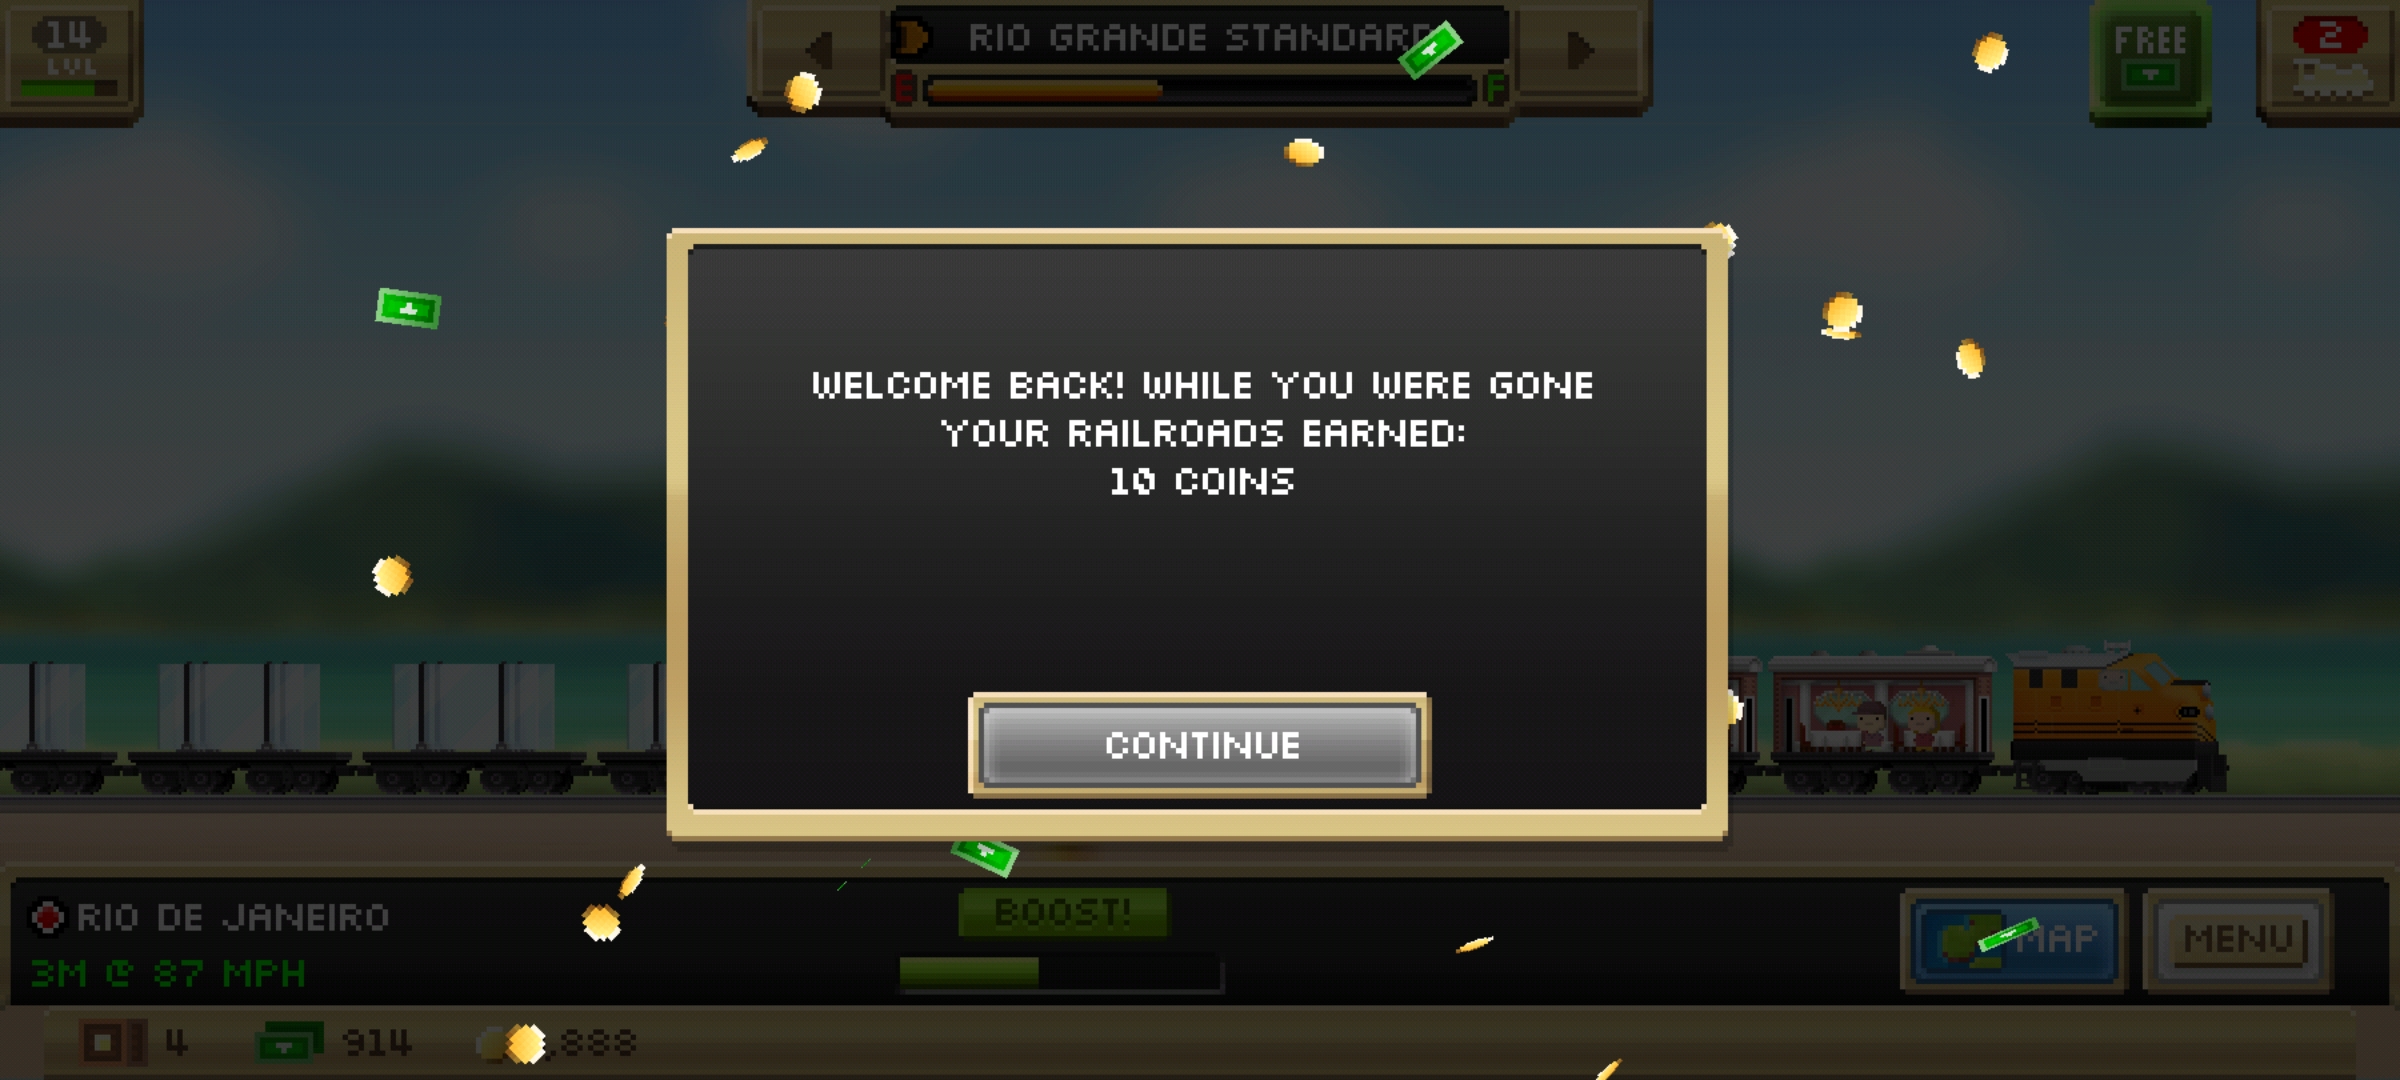 14
LVL
RIO GRANDE STANDARD
E
F
FREE
2
WELCOME BACK! WHILE YOU WERE GONE
YOUR RAILROADS EARNED:
10 COINS
CONTINUE
RIO DE JANEIRO
3M @ 87 MPH
BOOST!
MAP
MENU
4
914
,888